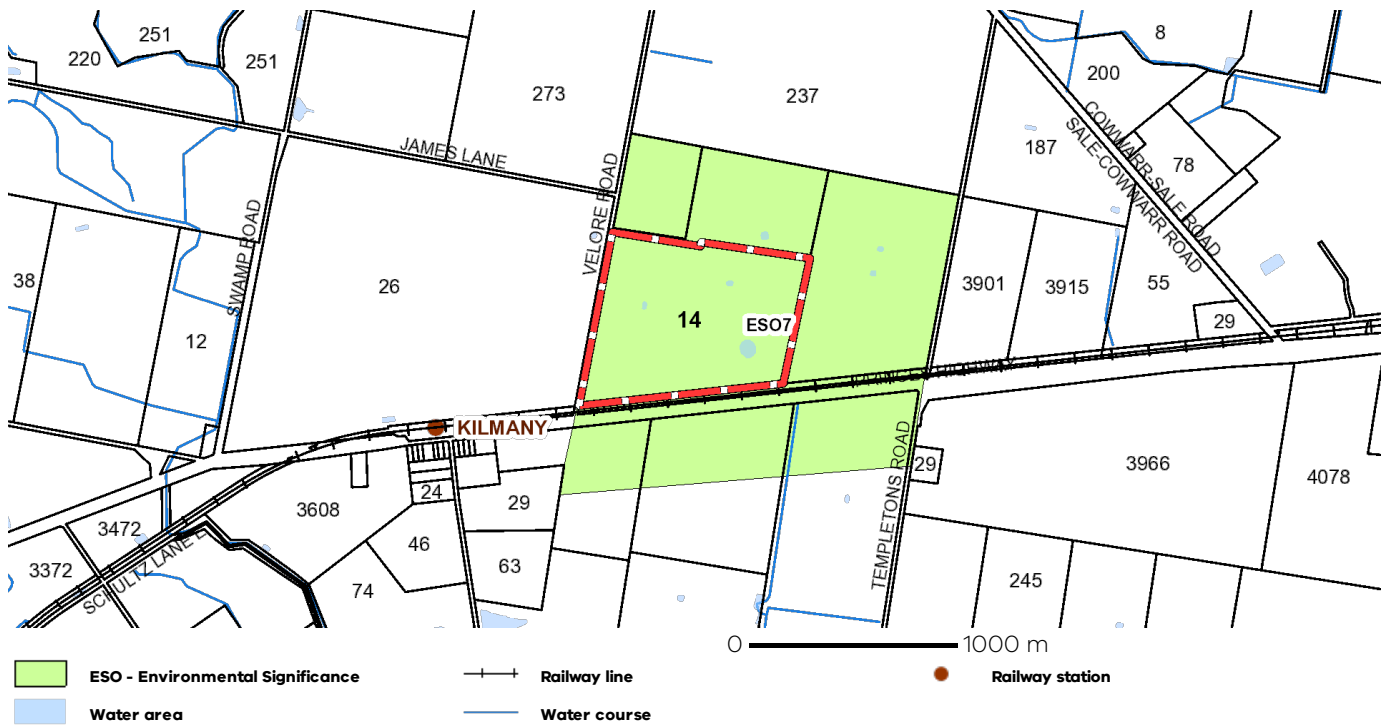 251
8
220
251
200
273
237
COWWARR-SALE ROAD
SALE-COWWARR ROAD
JAMES LANE
187
78
VELORE ROAD
SWAMP ROAD
38
26
3901
3915
55
14
ESO7
29
12
KILMANY
TEMPLETONS ROAD
29
3966
4078
24
29
3608
3472
46
3372
SCHULTZ LANE
63
74
245
0 1000 m
ESO - Environmental Significance
Railway line
Railway station
Water area
Water course